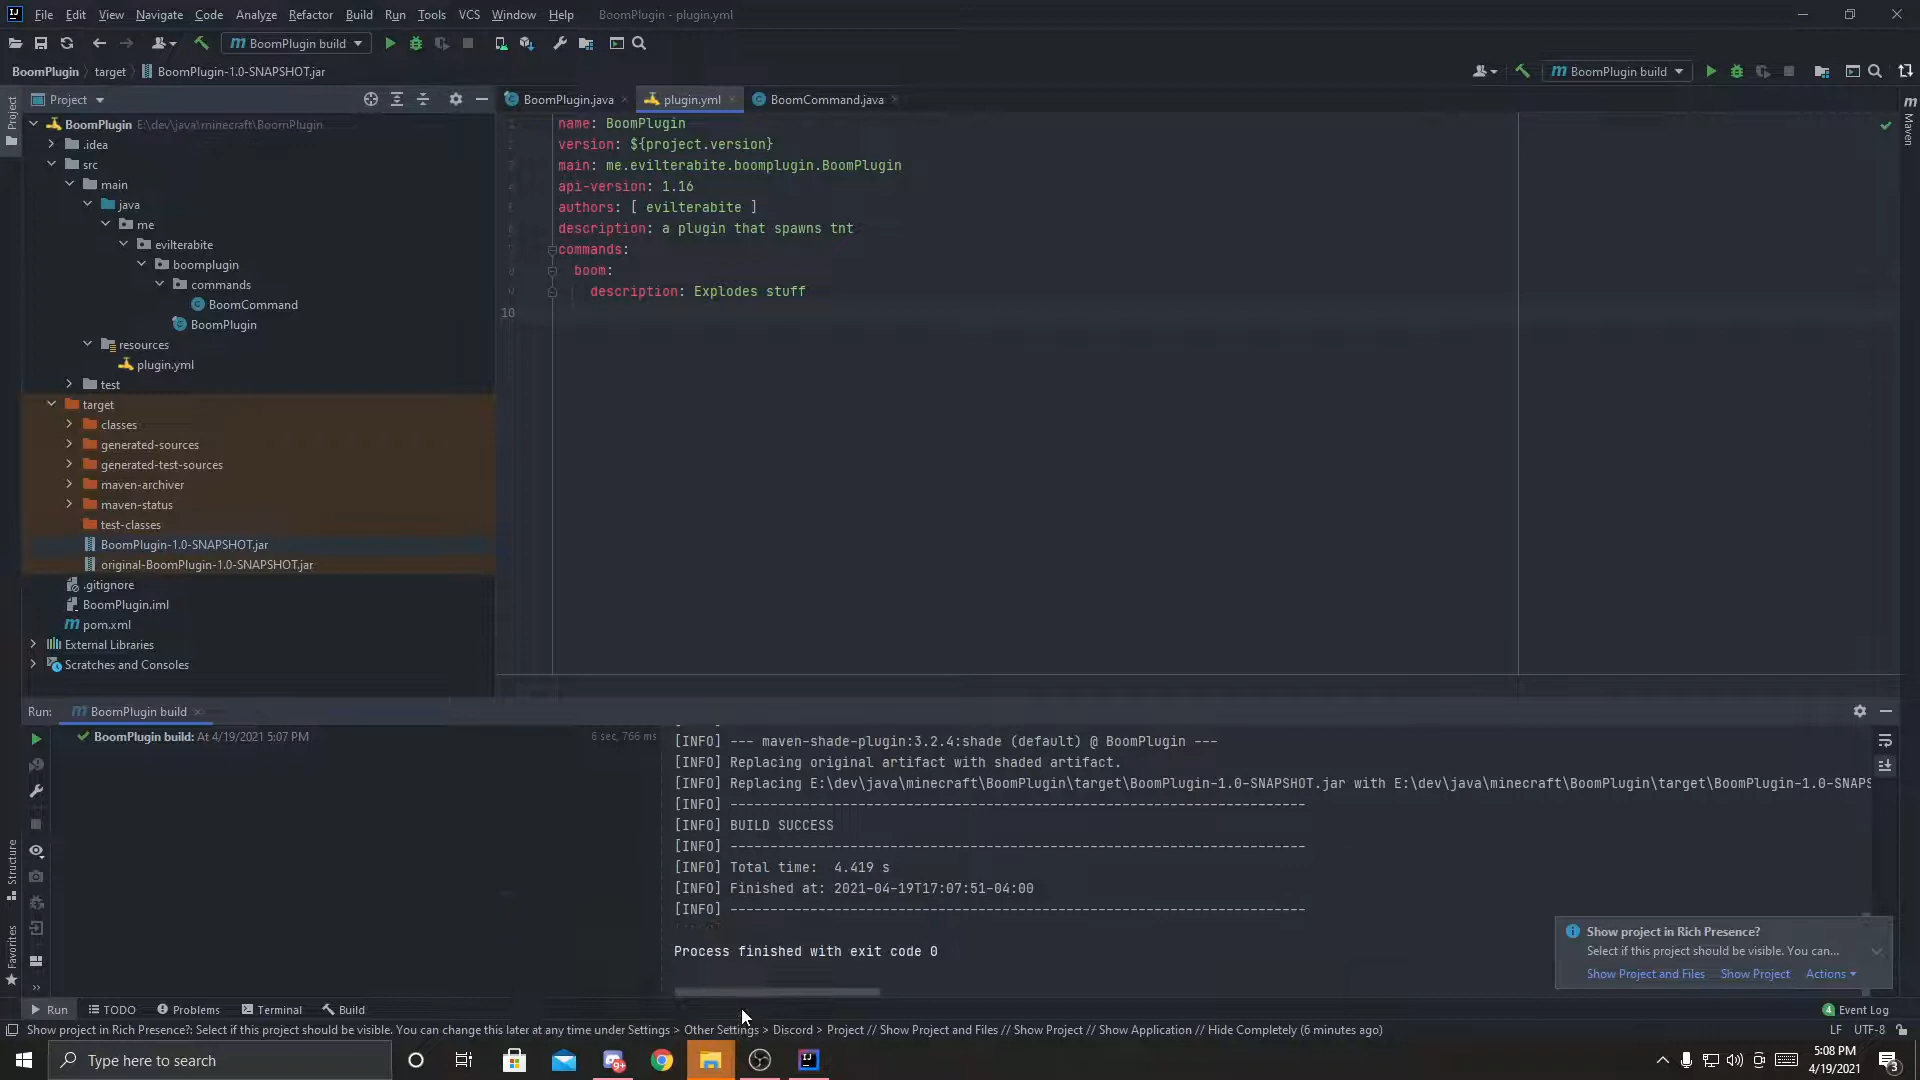 File Edit View Navigate Code Analyze Refactor Build Run Tools VCS Window Help BoomPlugin - plugin.yml
BoomPlugin build
BoomPlugin target BoomPlugin-1.0-SNAPSHOT.jar
BoomPlugin build
Project
BoomPlugin.java
plugin.yml
BoomCommand.java
Project
Maven
BoomPlugin E:\dev\java\minecraft\BoomPlugin
.idea
src
main
java
me
evilterabite
boomplugin
commands
BoomCommand
BoomPlugin
resources
plugin.yml
test
target
classes
generated-sources
generated-test-sources
maven-archiver
maven-status
test-classes
BoomPlugin-1.0-SNAPSHOT.jar
original-BoomPlugin-1.0-SNAPSHOT.jar
.gitignore
BoomPlugin.iml
pom.xml
External Libraries
Scratches and Consoles
name: BoomPlugin
version: ${project.version}
main: me.evilterabite.boomplugin.BoomPlugin
api-version: 1.16
authors: [ evilterabite ]
description: a plugin that spawns tnt
commands:
boom:
description: Explodes stuff
10
Run: BoomPlugin build
BoomPlugin build: At 4/19/2021 5:07 PM 6 sec, 766 ms
[INFO] --- maven-shade-plugin:3.2.4:shade (default) @ BoomPlugin ---
[INFO] Replacing original artifact with shaded artifact.
[INFO] Replacing E:\dev\java\minecraft\BoomPlugin\target\BoomPlugin-1.0-SNAPSHOT.jar with E:\dev\java\minecraft\BoomPlugin\target\BoomPlugin-1.0-SNAPS
[INFO] ------------------------------------------------------------------------
[INFO] BUILD SUCCESS
[INFO] ------------------------------------------------------------------------
[INFO] Total time:  4.419 s
[INFO] Finished at: 2021-04-19T17:07:51-04:00
[INFO] ------------------------------------------------------------------------
Process finished with exit code 0
Structure
Favorites
Show project in Rich Presence?
Select if this project should be visible. You can...
Show Project and Files Show Project Actions
Run TODO Problems Terminal Build
4 Event Log
Show project in Rich Presence?: Select if this project should be visible. You can change this later at any time under Settings > Other Settings > Discord > Project // Show Project and Files // Show Project // Show Application // Hide Completely (6 minutes ago)
LF UTF-8
Type here to search
9+
5:08 PM
4/19/2021
3